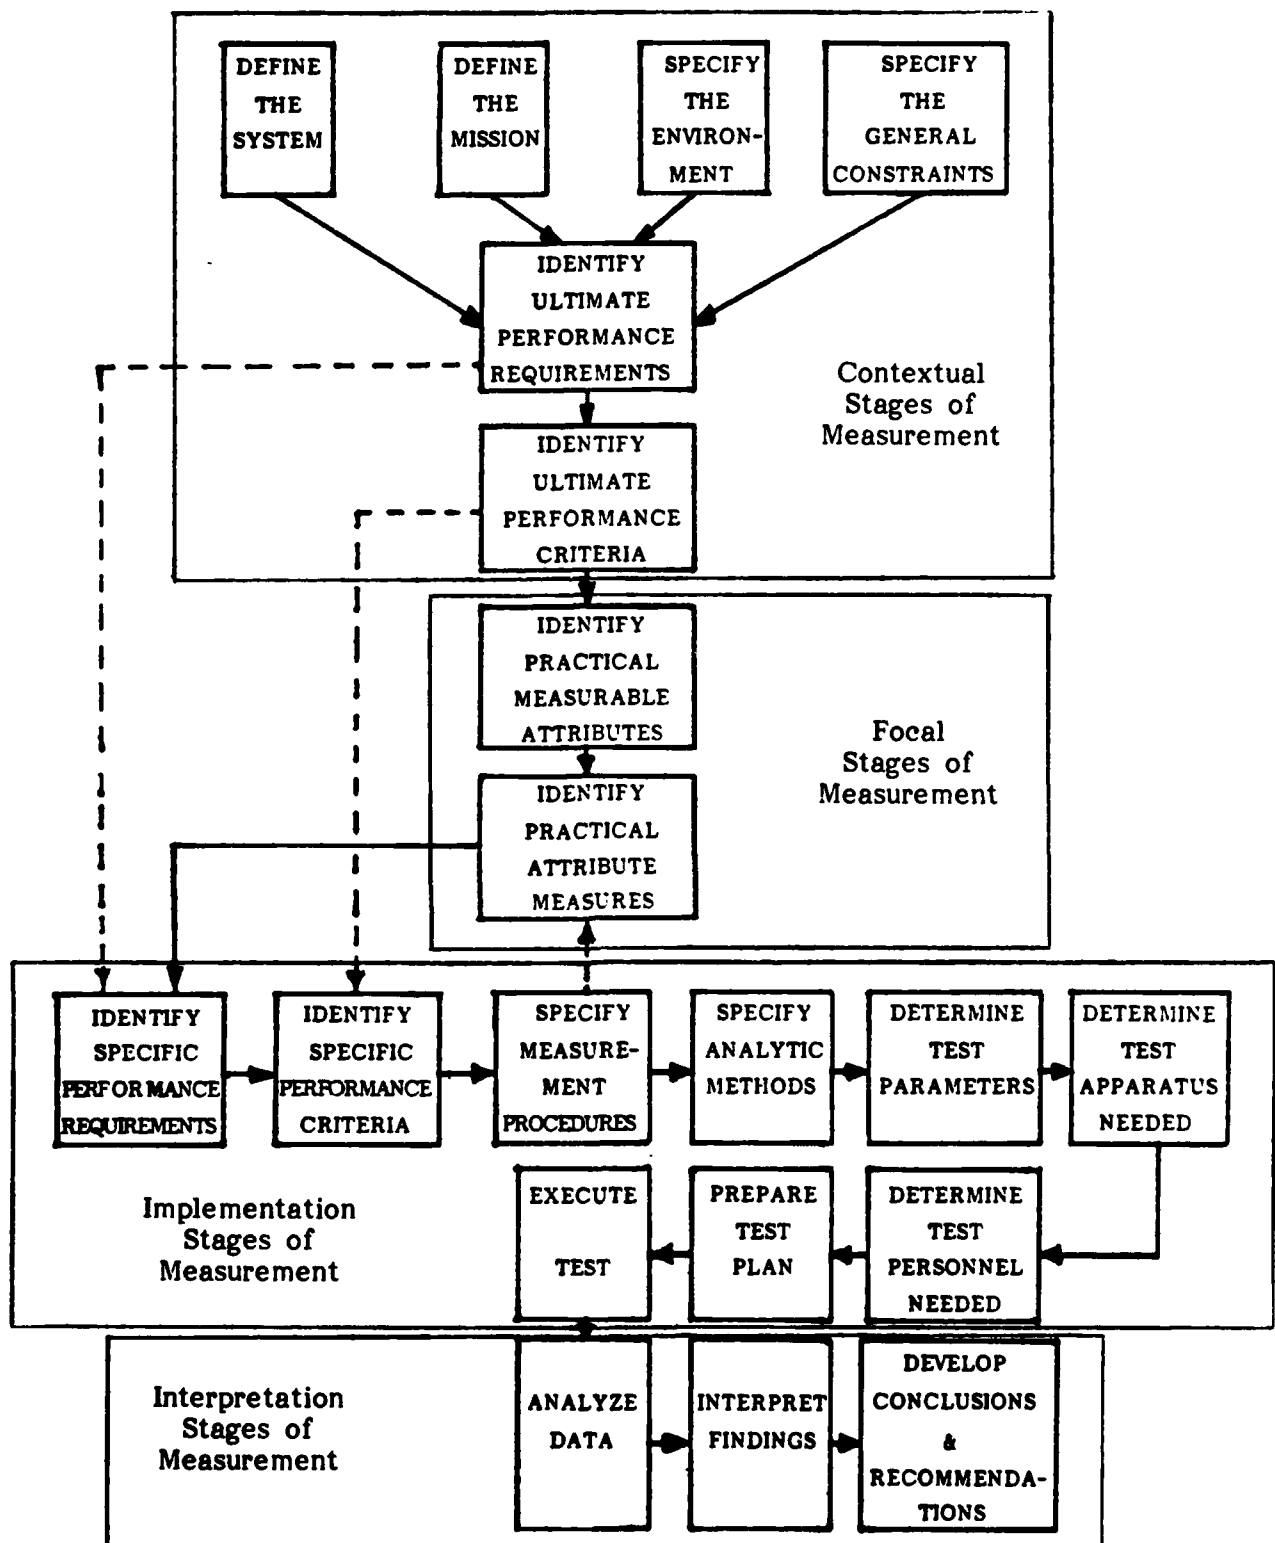 DEFINE
THE
SYSTEM
DEFINE
THE
MISSION
SPECIFY
THE
ENVIRON-
MENT
SPECIFY
THE
GENERAL
CONSTRAINTS
IDENTIFY
ULTIMATE
PERFORMANCE
REQUIREMENTS
Contextual
Stages of
Measurement
IDENTIFY
ULTIMATE
PERFORMANCE
CRITERIA
IDENTIFY
PRACTICAL
MEASURABLE
ATTRIBUTES
Focal
Stages of
Measurement
IDENTIFY
PRACTICAL
ATTRIBUTE
MEASURES
IDENTIFY
SPECIFIC
PERFORMANCE
REQUIREMENTS
IDENTIFY
SPECIFIC
PERFORMANCE
CRITERIA
SPECIFY
MEASURE-
MENT
PROCEDURES
SPECIFY
ANALYTIC
METHODS
DETERMINE
TEST
PARAMETERS
DETERMINE
TEST
APPARATUS
NEEDED
Implementation
Stages of
Measurement
EXECUTE
TEST
PREPARE
TEST
PLAN
DETERMINE
TEST
PERSONNEL
NEEDED
Interpretation
Stages of
Measurement
ANALYZE
DATA
INTERPRET
FINDINGS
DEVELOP
CONCLUSIONS
&
RECOMMENDA-
TIONS